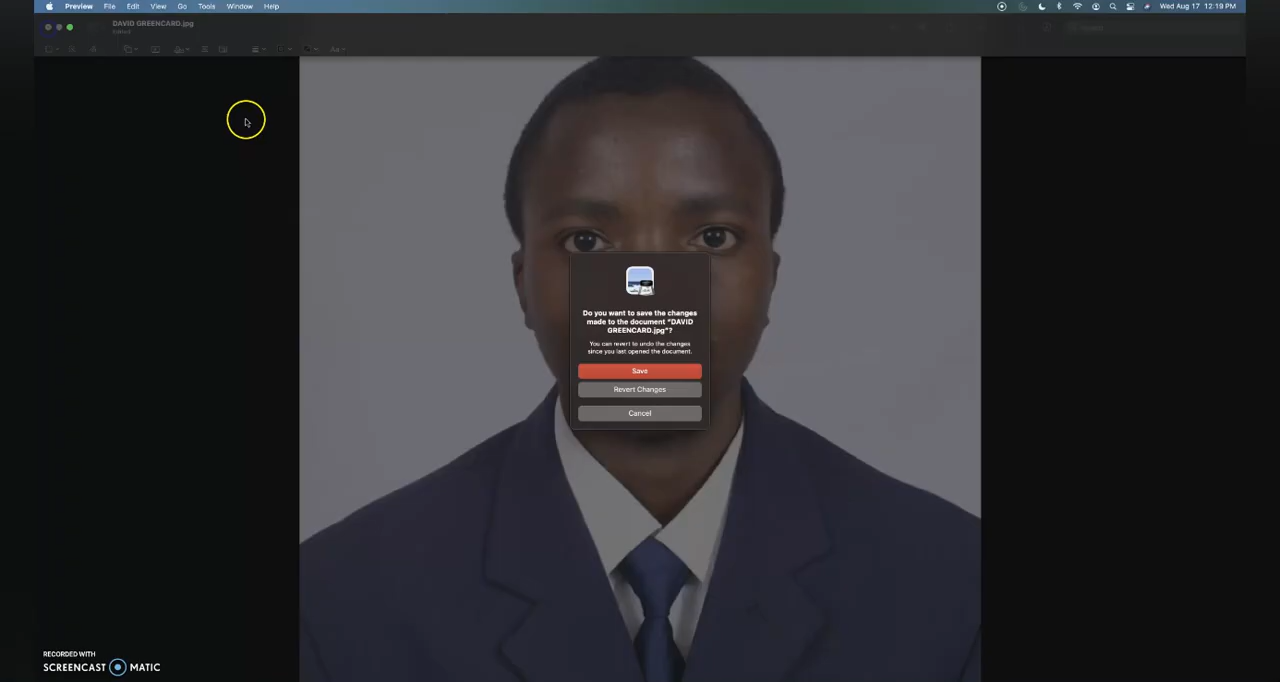 Preview File Edit View Go Tools Window Help
Wed Aug 17 12:19 PM
DAVID GREENCARD.jpg
Edited
Do you want to save the changes
made to the document “DAVID
GREENCARD.jpg”?
You can revert to undo the changes
since you last opened the document.
Save
Revert Changes
Cancel
RECORDED WITH
SCREENCAST MATIC